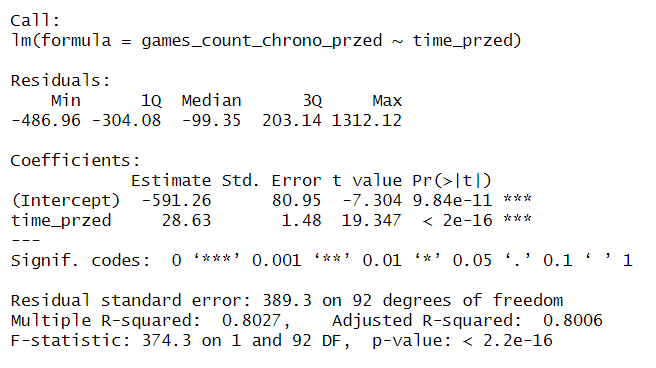 Call:
lm(formula = games_count_chrono_przed ~ time_przed)
Residuals:
    Min      1Q  Median      3Q     Max
-486.96 -304.08  -99.35  203.14 1312.12
Coefficients:
            Estimate Std. Error t value Pr(>|t|)
(Intercept)  -591.26      80.95  -7.304 9.84e-11 ***
time_przed     28.63       1.48  19.347  < 2e-16 ***
---
Signif. codes:  0 ‘***’ 0.001 ‘**’ 0.01 ‘*’ 0.05 ‘.’ 0.1 ‘ ’ 1
Residual standard error: 389.3 on 92 degrees of freedom
Multiple R-squared:  0.8027,    Adjusted R-squared:  0.8006
F-statistic: 374.3 on 1 and 92 DF,  p-value: < 2.2e-16